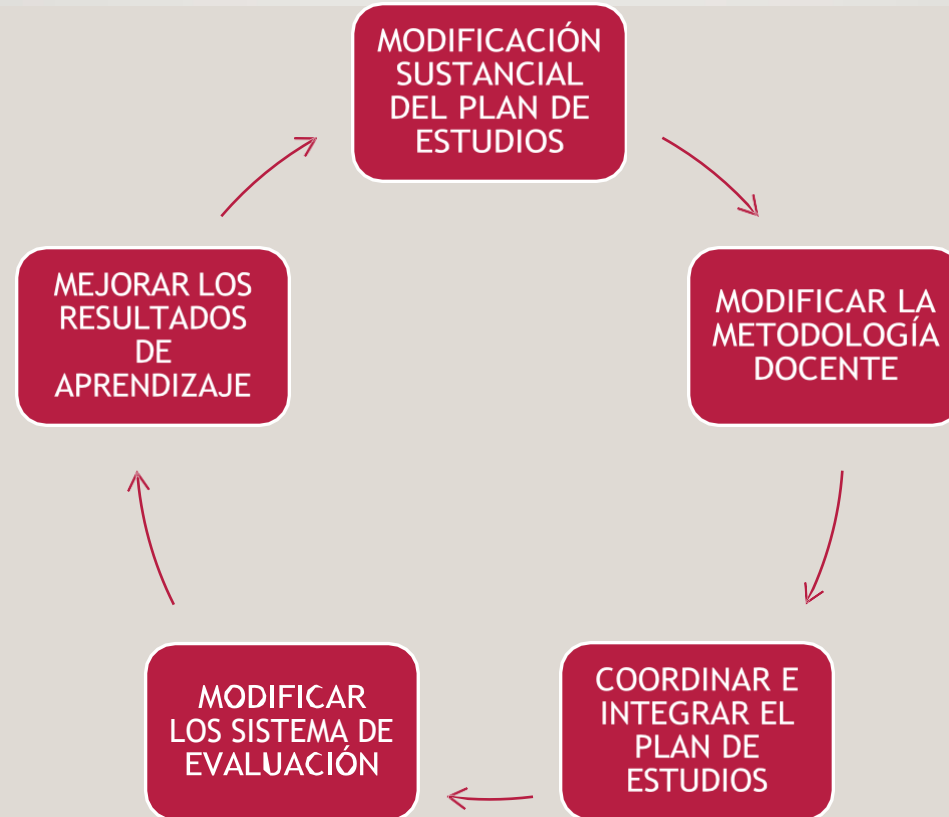 MODIFICACIÓN
SUSTANCIAL
DEL PLAN DE
ESTUDIOS
MODIFICAR LA
METODOLOGÍA
DOCENTE
COORDINAR E
INTEGRAR EL
PLAN DE
ESTUDIOS
MODIFICAR
LOS SISTEMA DE
EVALUACIÓN
MEJORAR LOS
RESULTADOS
DE
APRENDIZAJE